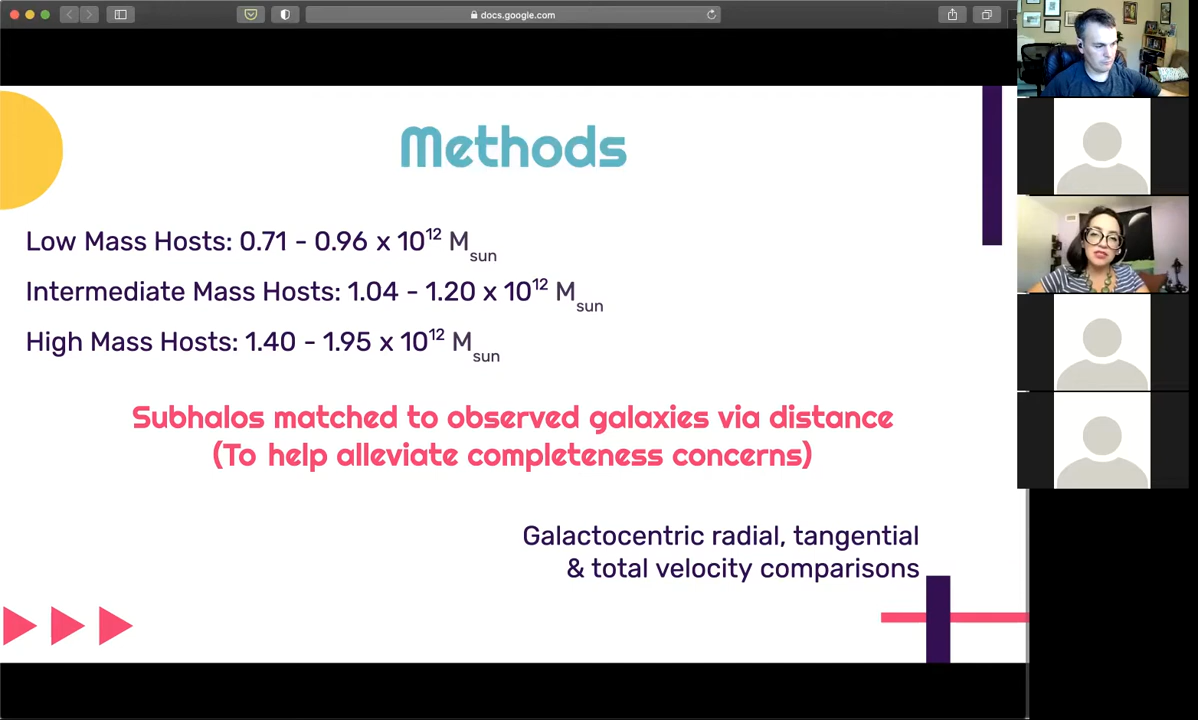 docs.google.com
Methods
Low Mass Hosts: 0.71 - 0.96 x 10¹² M_sun
Intermediate Mass Hosts: 1.04 - 1.20 x 10¹² M_sun
High Mass Hosts: 1.40 - 1.95 x 10¹² M_sun
Subhalos matched to observed galaxies via distance
(To help alleviate completeness concerns)
Galactocentric radial, tangential
& total velocity comparisons